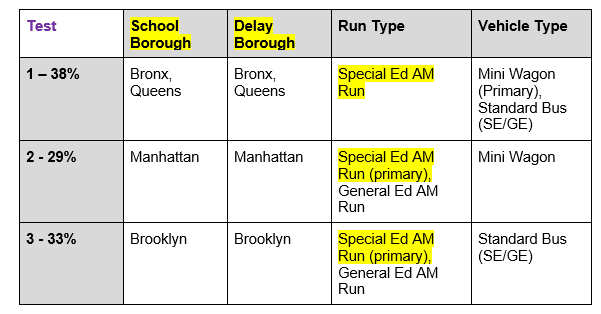 Test
School
Borough
Delay
Borough
Run Type
Vehicle Type
1 – 38%
Bronx,
Queens
Bronx,
Queens
Special Ed AM
Run
Mini Wagon
(Primary),
Standard Bus
(SE/GE)
2 - 29%
Manhattan
Manhattan
Special Ed AM
Run (primary),
General Ed AM
Run
Mini Wagon
3 - 33%
Brooklyn
Brooklyn
Special Ed AM
Run (primary),
General Ed AM
Run
Standard Bus
(SE/GE)